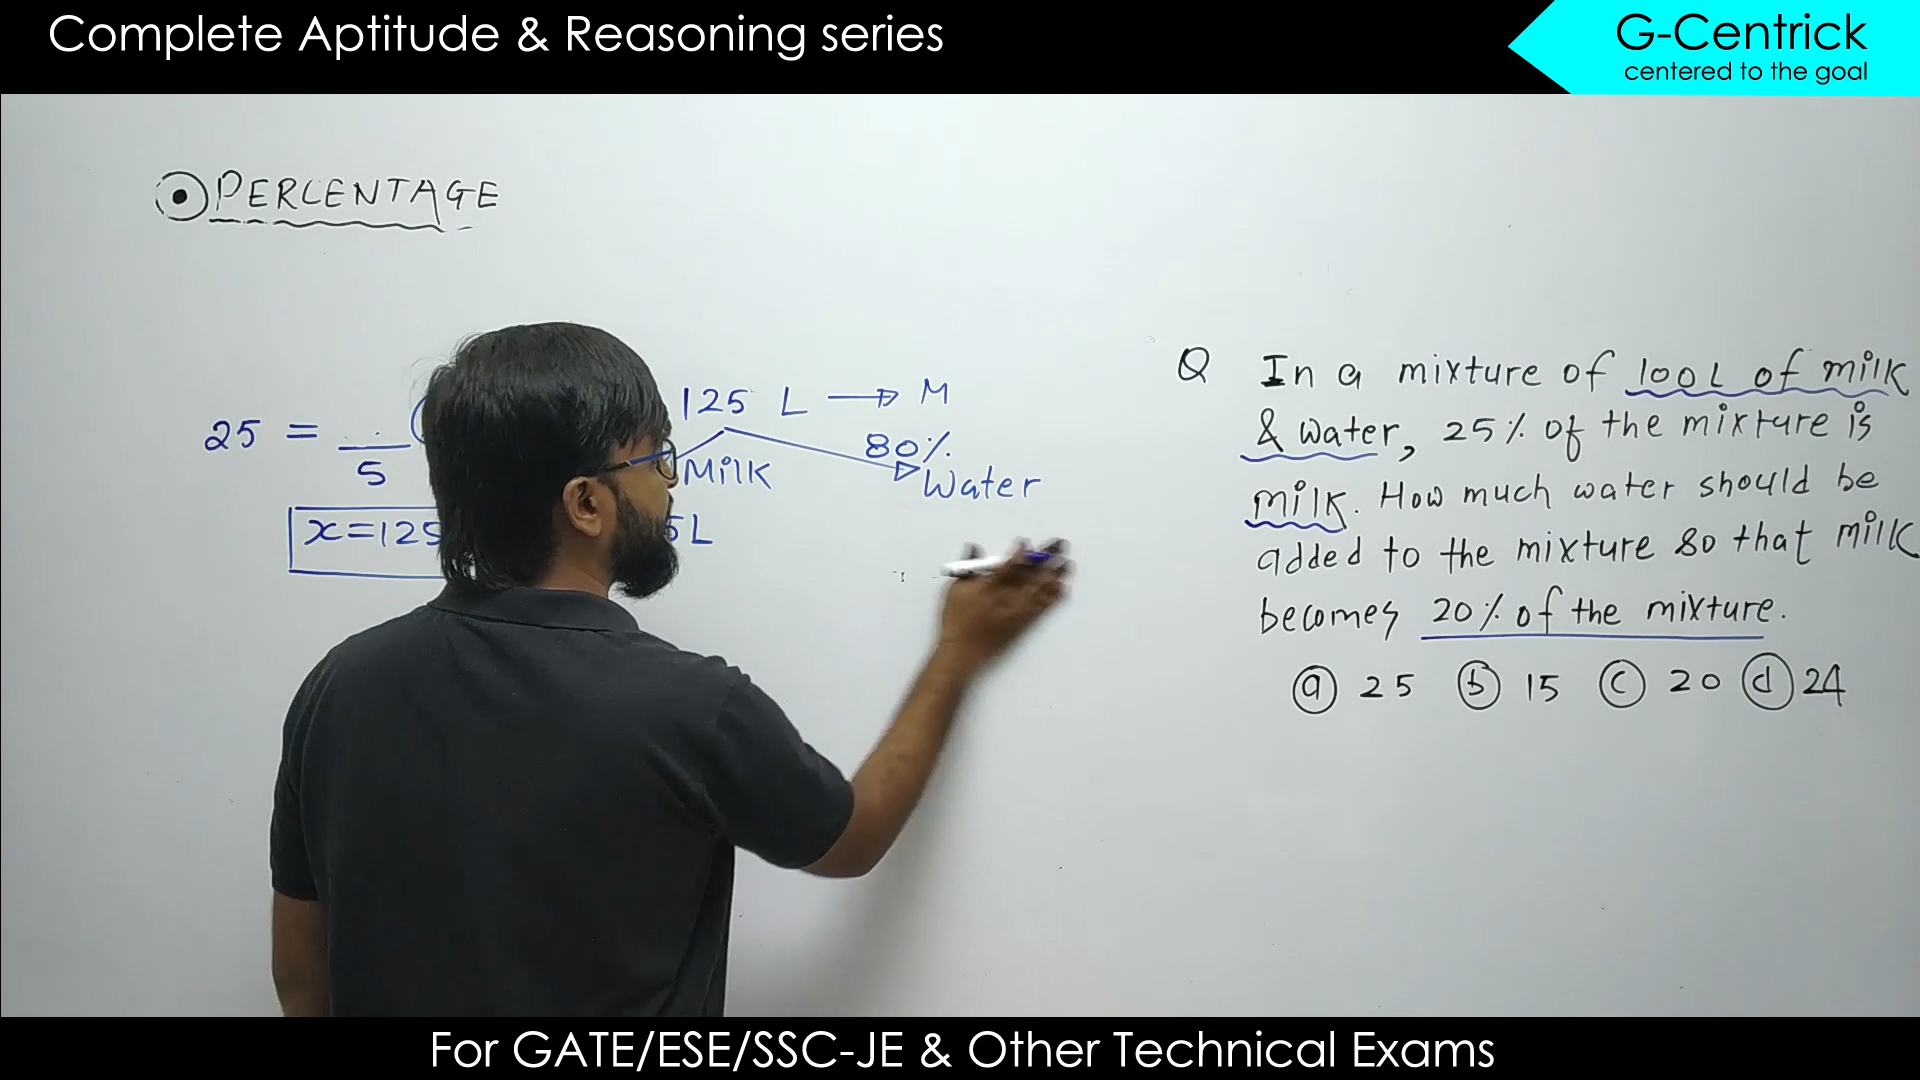 Complete Aptitude & Reasoning series
G-Centrick
centered to the goal
PERCENTAGE
25 =
5
x=125
125 L → M
80%
Milk
Water
5L
Q In a mixture of 100L of milk
& water, 25% of the mixture is
milk. How much water should be
added to the mixture so that milk
becomes 20% of the mixture.
(a) 25 (b) 15 (c) 20 (d) 24
For GATE/ESE/SSC-JE & Other Technical Exams